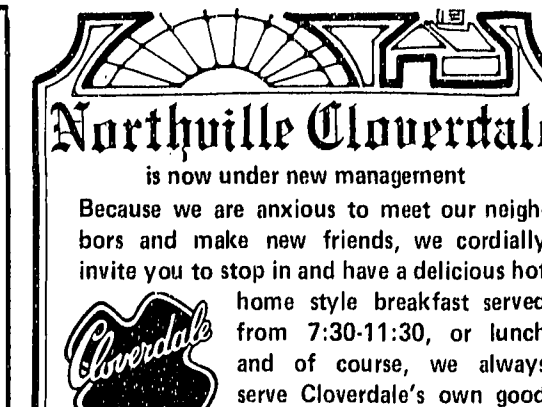 Northville Cloverdal
is now under new management
Because we are anxious to meet our neigh-
bors and make new friends, we cordially
invite you to stop in and have a delicious hot
home style breakfast served
from 7:30-11:30, or lunch
and of course, we always
serve Cloverdale's own good
Cloverdale